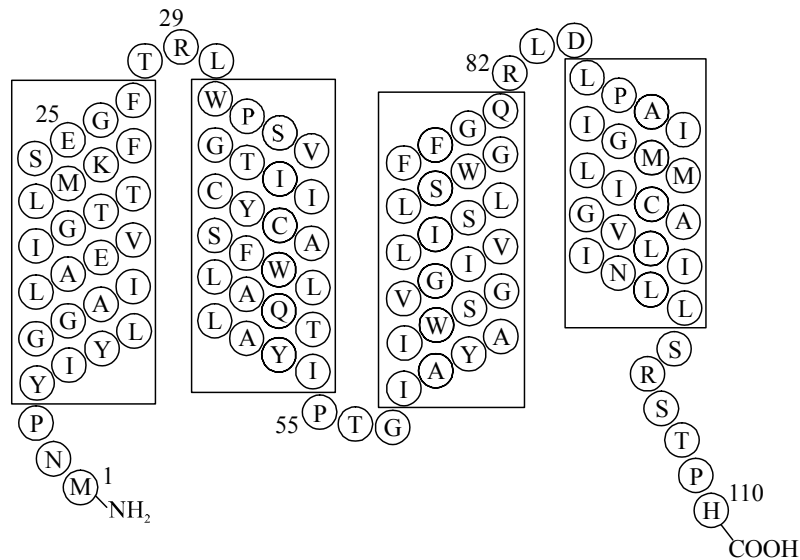 29
T R L
25
S E G F
L M K F
I G T T
L A E V
G G A I
Y I Y L
P
N
M 1
NH2
W P S V
G T I I
C Y C A
S F W L
L A Q T
L A Y I
55
P T G
82
R L D
F F G Q
L S W G
L I S L
V G I V
I W S G
I A Y A
L P A I
I G M M
L I C A
G V L I
I N L L
S
R
S
T
P
H 110
COOH